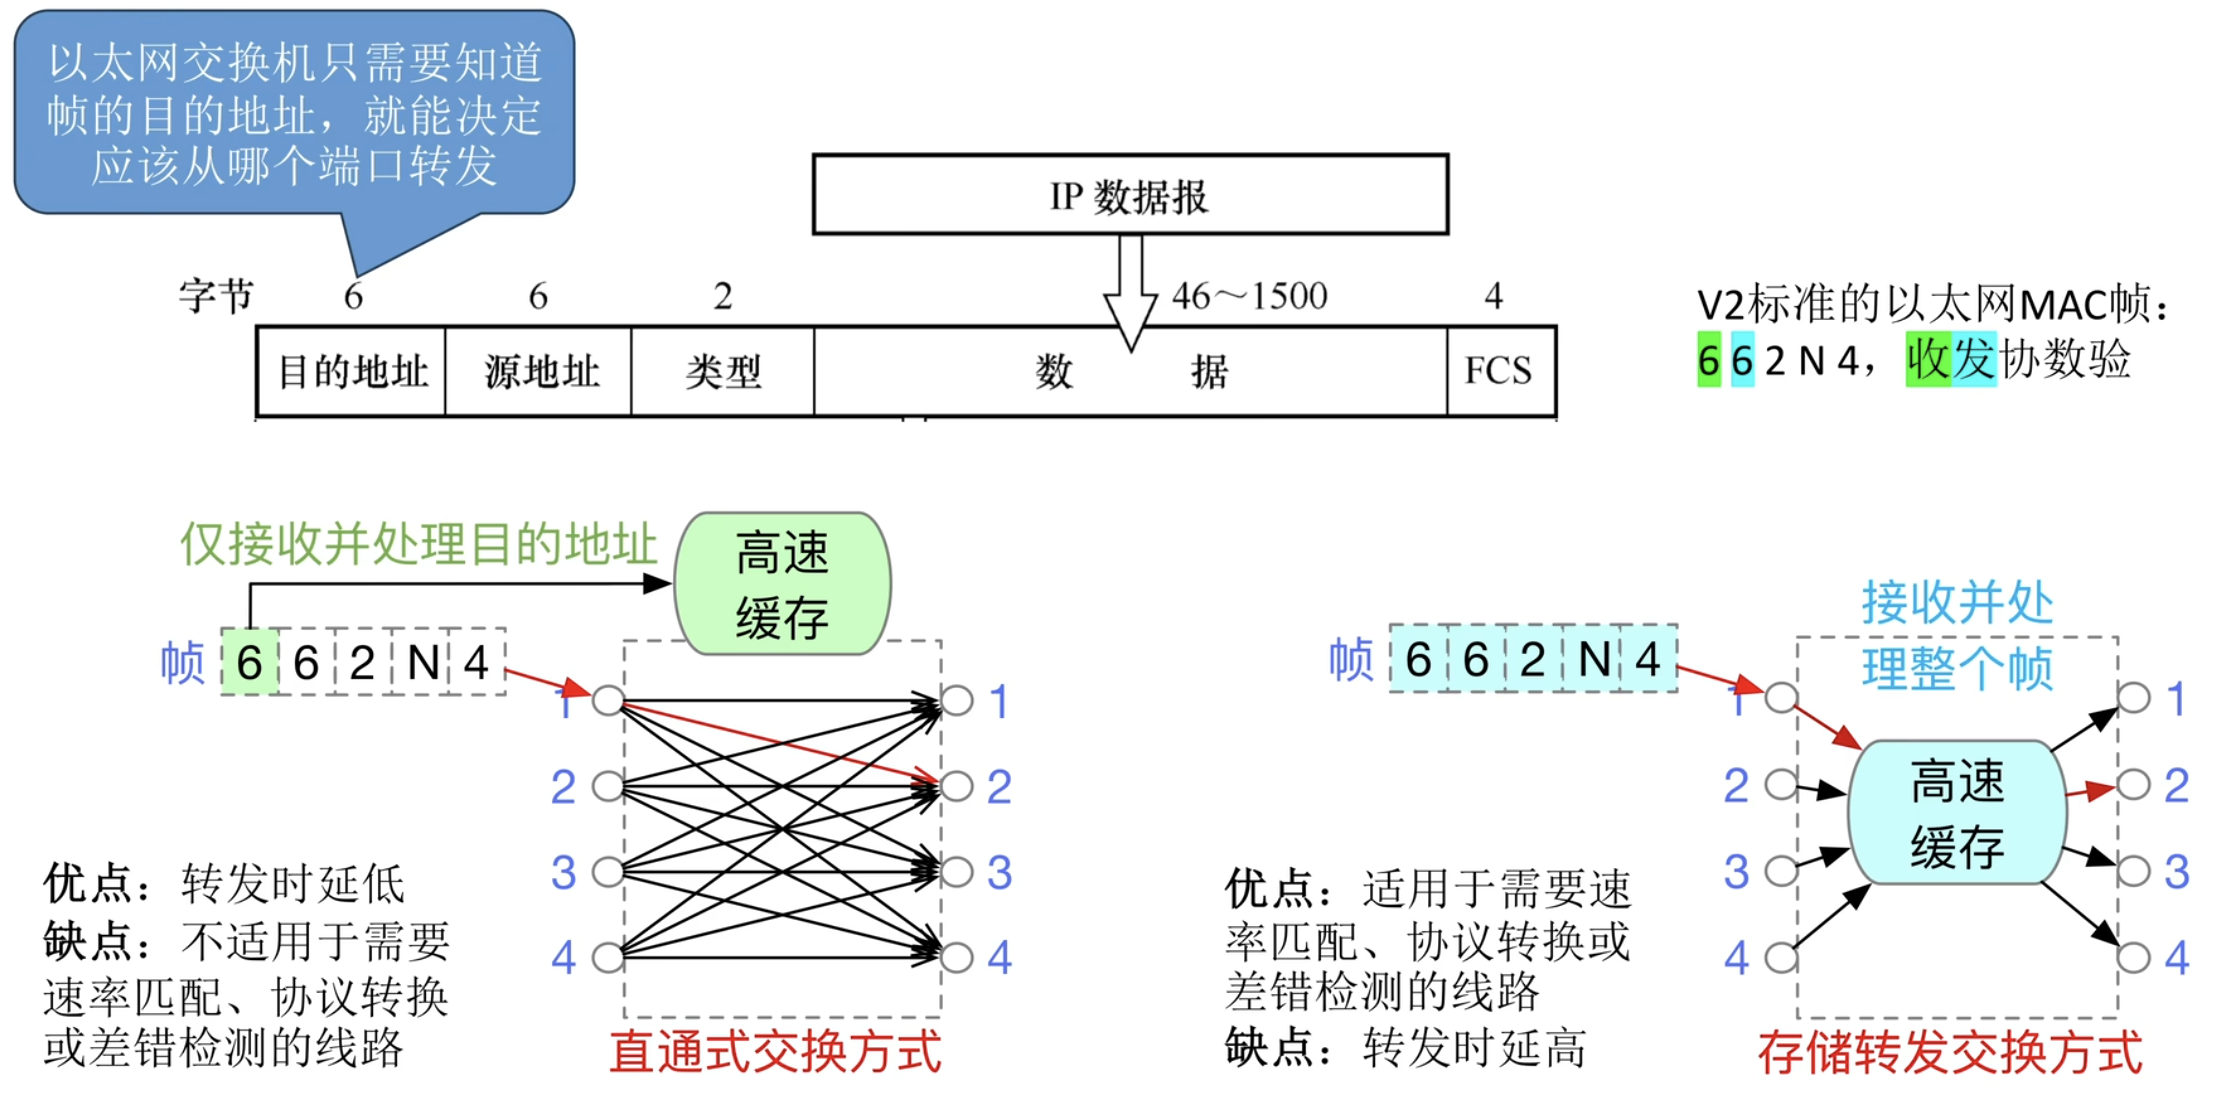 以太网交换机只需要知道
帧的目的地址，就能决定
应该从哪个端口转发
IP 数据报
字节 6 6 2 46～1500 4
目的地址 源地址 类型 数 据 FCS
V2标准的以太网MAC帧：
6 6 2 N 4，收发协数验
仅接收并处理目的地址
高速
缓存
帧 6 6 2 N 4
1 1
2 2
3 3
4 4
优点：转发时延低
缺点：不适用于需要
速率匹配、协议转换
或差错检测的线路
直通式交换方式
接收并处
理整个帧
帧 6 6 2 N 4
1 1
2 2
高速
缓存
3 3
4 4
优点：适用于需要速
率匹配、协议转换或
差错检测的线路
缺点：转发时延高
存储转发交换方式